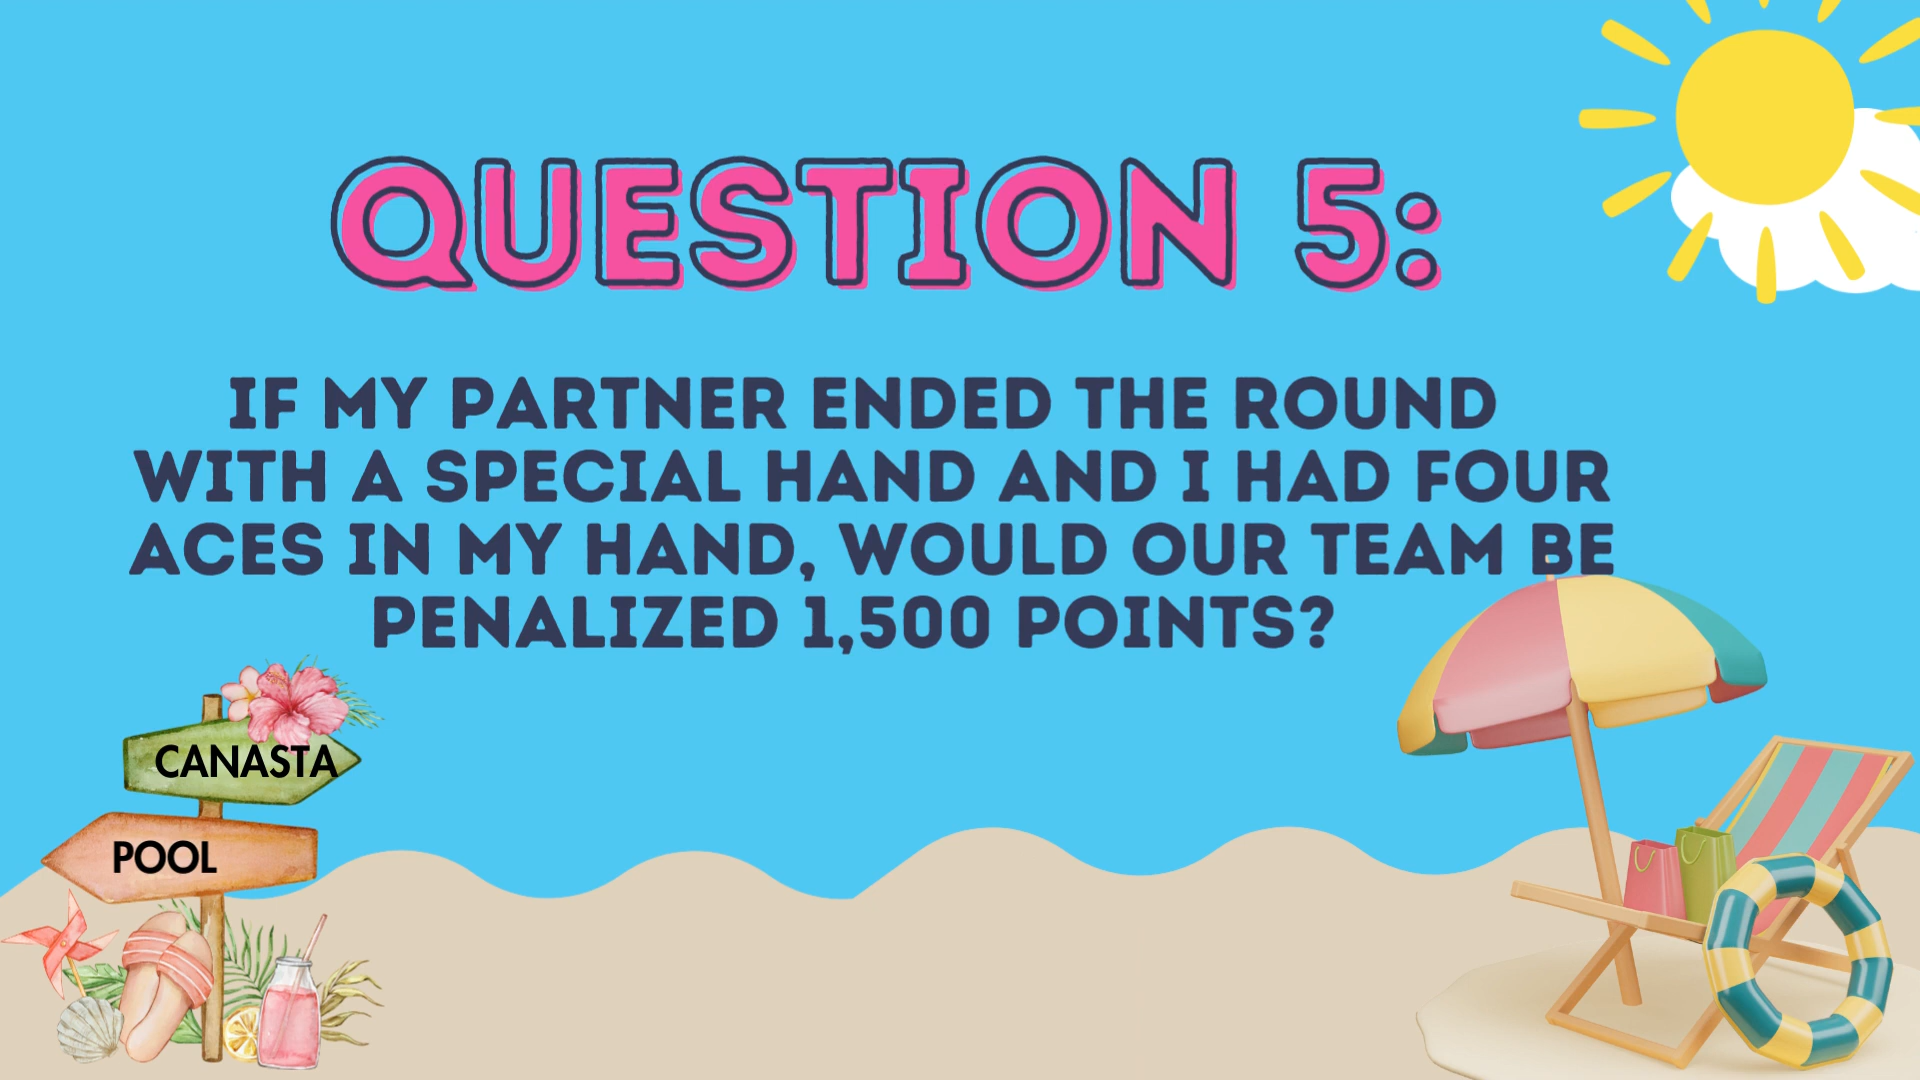 QUESTION 5:
IF MY PARTNER ENDED THE ROUND
WITH A SPECIAL HAND AND I HAD FOUR
ACES IN MY HAND, WOULD OUR TEAM BE
PENALIZED 1,500 POINTS?
CANASTA
POOL